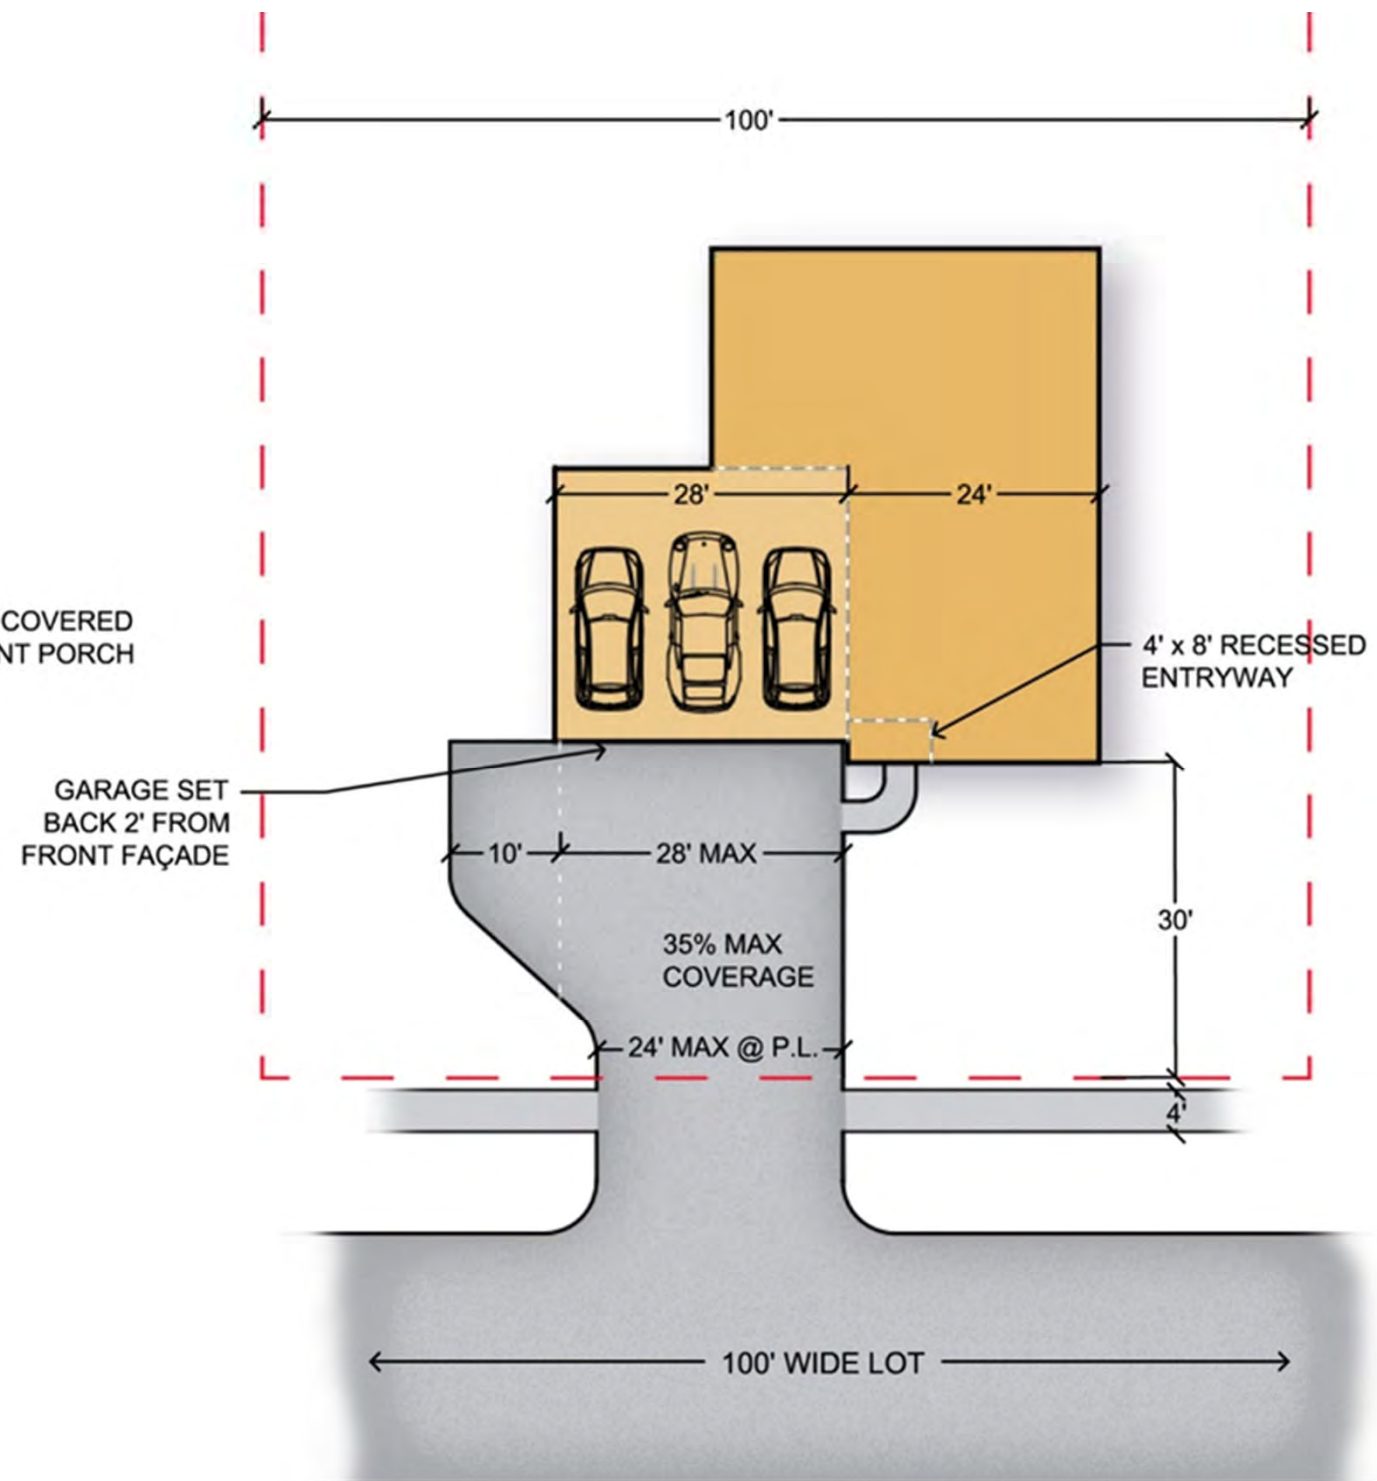 100'
28'
24'
COVERED
NT PORCH
4' x 8' RECESSED
ENTRYWAY
GARAGE SET
BACK 2' FROM
FRONT FAÇADE
10'
28' MAX
30'
35% MAX
COVERAGE
24' MAX @ P.L.
4'
100' WIDE LOT